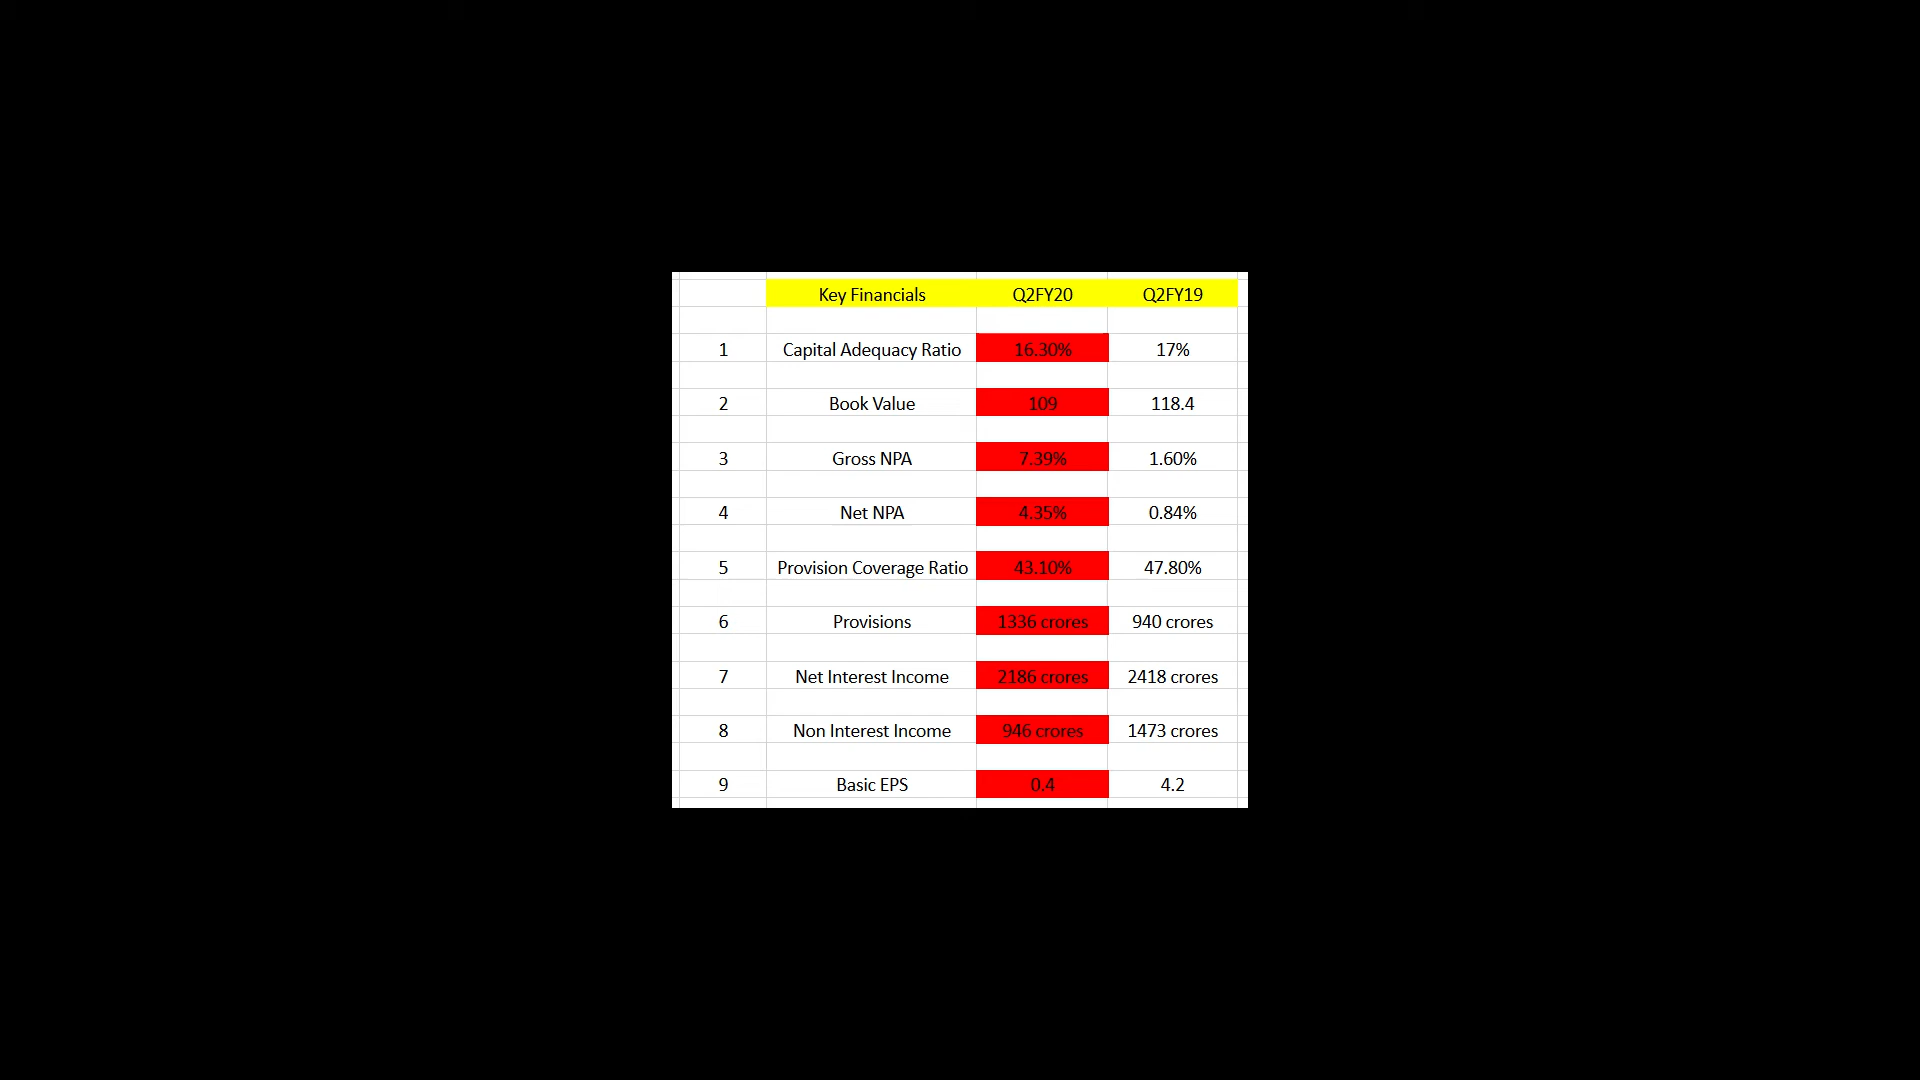 Key Financials Q2FY20 Q2FY19
1 Capital Adequacy Ratio 16.30% 17%
2 Book Value 109 118.4
3 Gross NPA 7.39% 1.60%
4 Net NPA 4.35% 0.84%
5 Provision Coverage Ratio 43.10% 47.80%
6 Provisions 1336 crores 940 crores
7 Net Interest Income 2186 crores 2418 crores
8 Non Interest Income 946 crores 1473 crores
9 Basic EPS 0.4 4.2